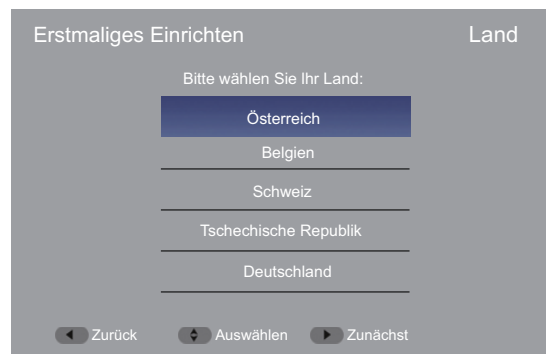 Erstmaliges Einrichten Land
Bitte wählen Sie Ihr Land:
Österreich
Belgien
Schweiz
Tschechische Republik
Deutschland
Zurück Auswählen Zunächst